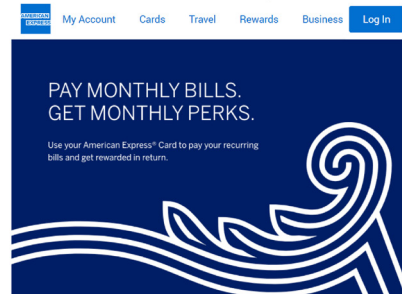 AMERICAN
EXPRESS
My Account Cards Travel Rewards Business Log In
PAY MONTHLY BILLS.
GET MONTHLY PERKS.
Use your American Express® Card to pay your recurring
bills and get rewarded in return.